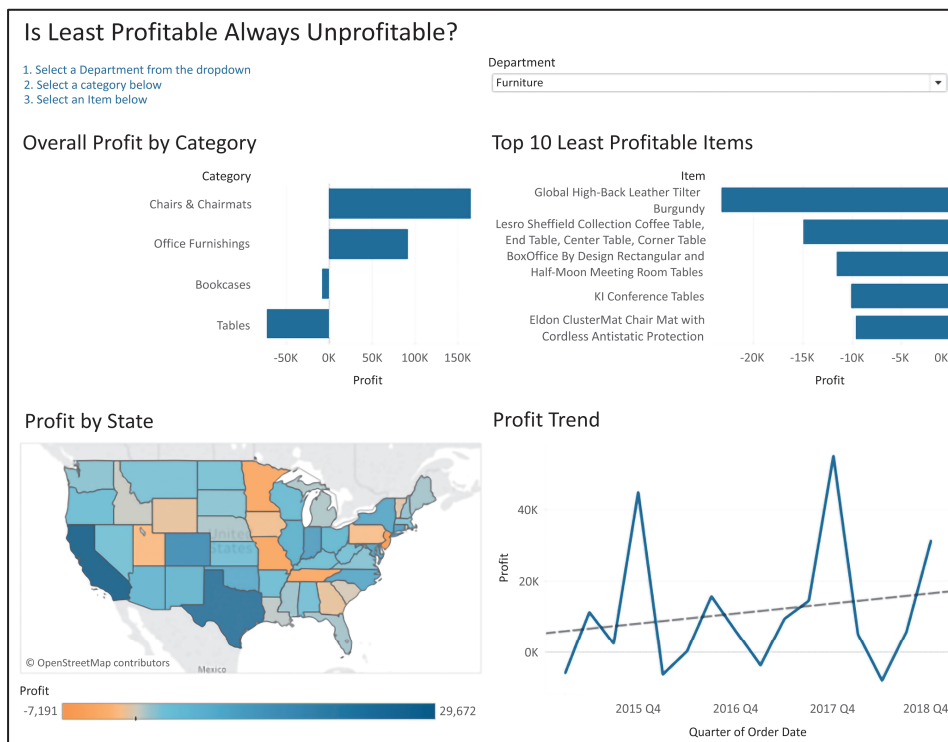 Is Least Profitable Always Unprofitable?
1. Select a Department from the dropdown
2. Select a category below
3. Select an Item below
Department
Furniture
Overall Profit by Category
Category
Chairs & Chairmats
Office Furnishings
Bookcases
Tables
-50K 0K 50K 100K 150K
Profit
Top 10 Least Profitable Items
Item
Global High-Back Leather Tilter
Burgundy
Lesro Sheffield Collection Coffee Table,
End Table, Center Table, Corner Table
BoxOffice By Design Rectangular and
Half-Moon Meeting Room Tables
KI Conference Tables
Eldon ClusterMat Chair Mat with
Cordless Antistatic Protection
-20K -15K -10K -5K 0K
Profit
Profit by State
United
States
Mexico
© OpenStreetMap contributors
Profit
-7,191 29,672
Profit Trend
Profit
40K
20K
0K
2015 Q4 2016 Q4 2017 Q4 2018 Q4
Quarter of Order Date